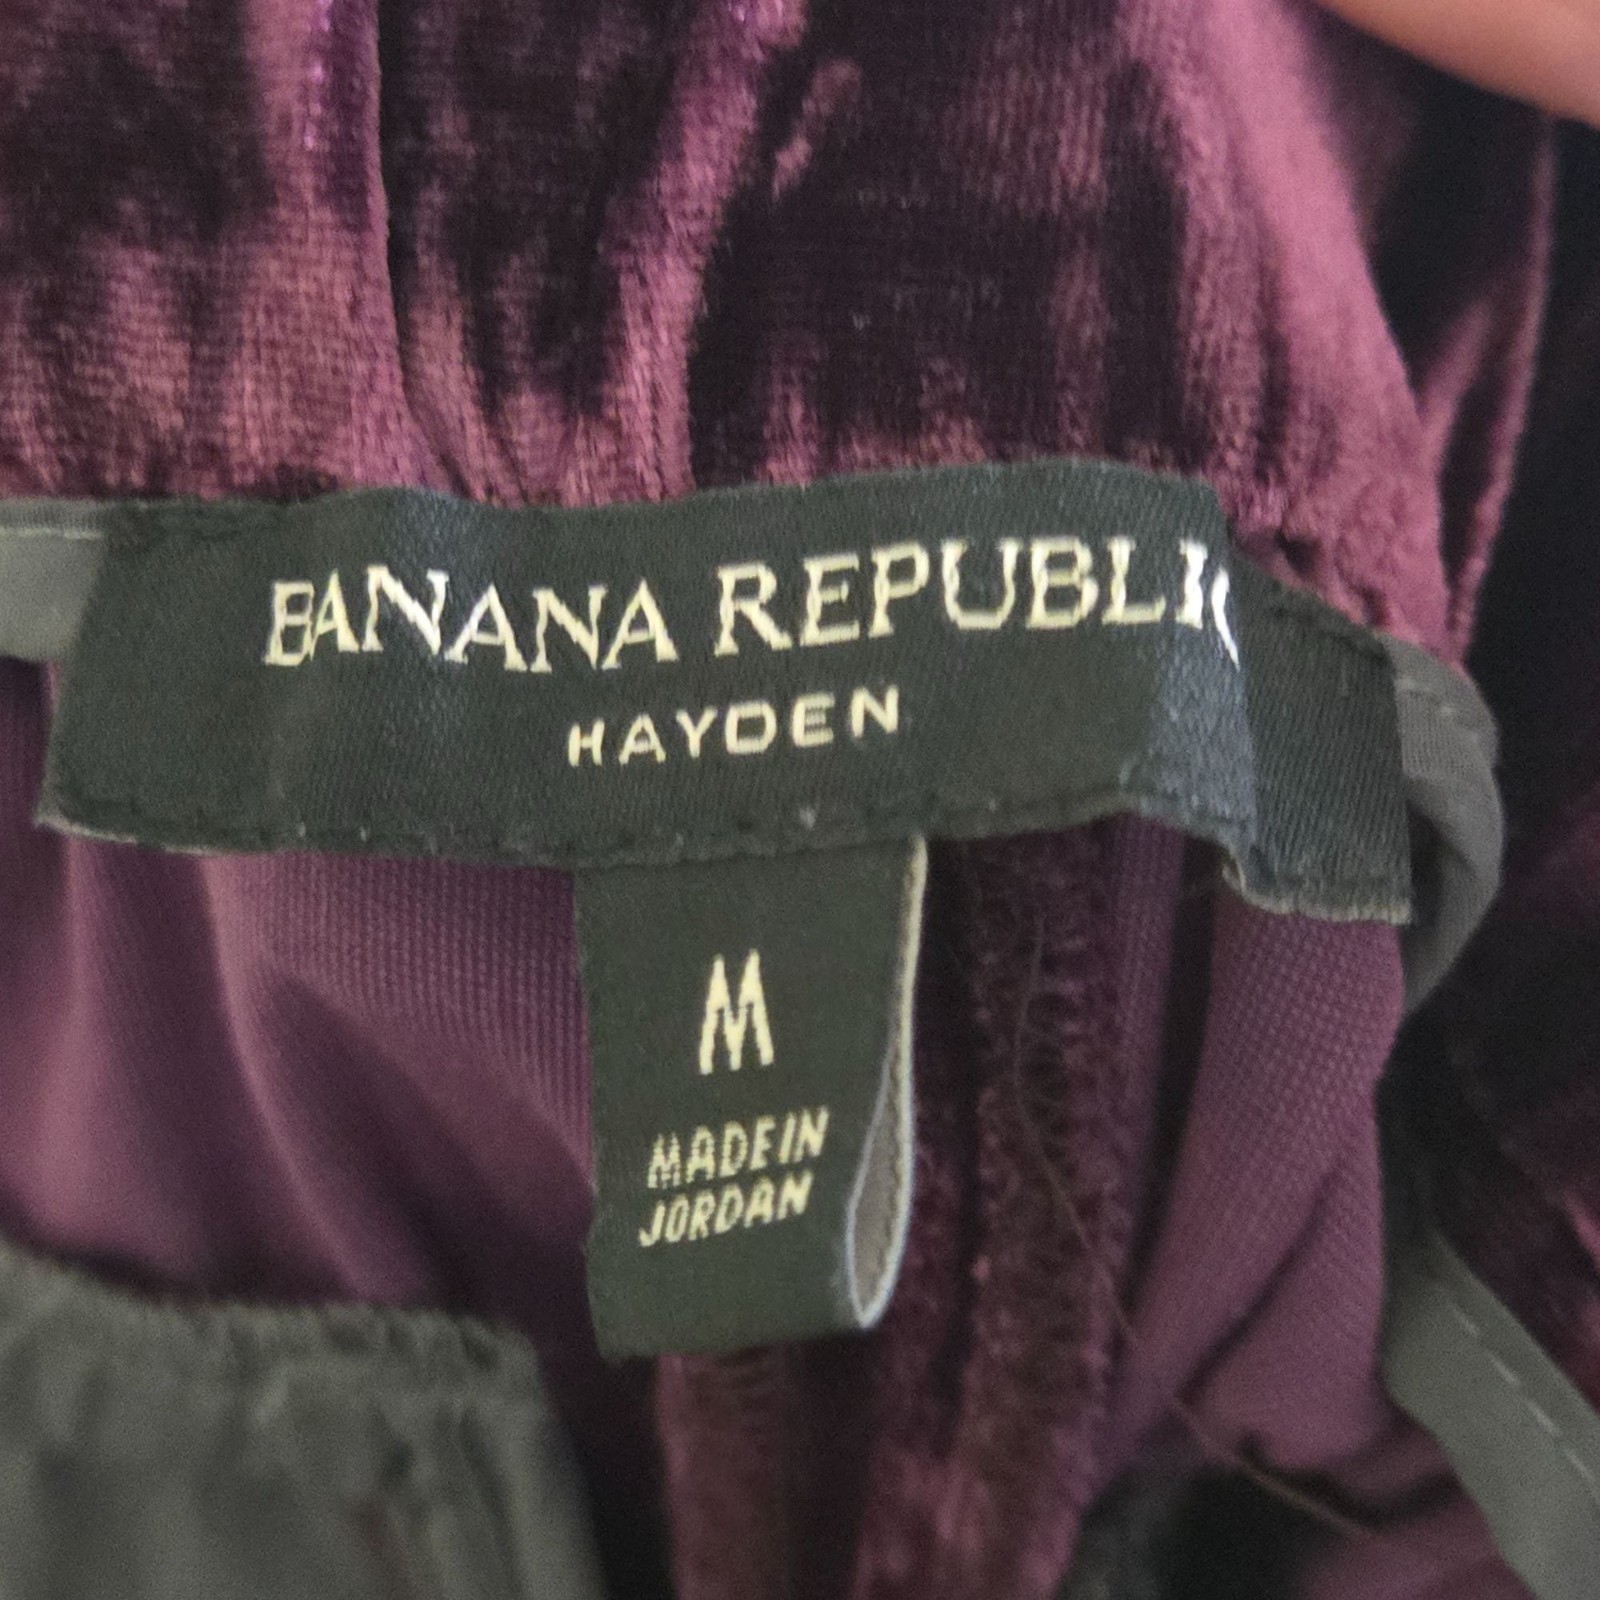 BANANA REPUBLIC
HAYDEN
M
MADE IN
JORDAN